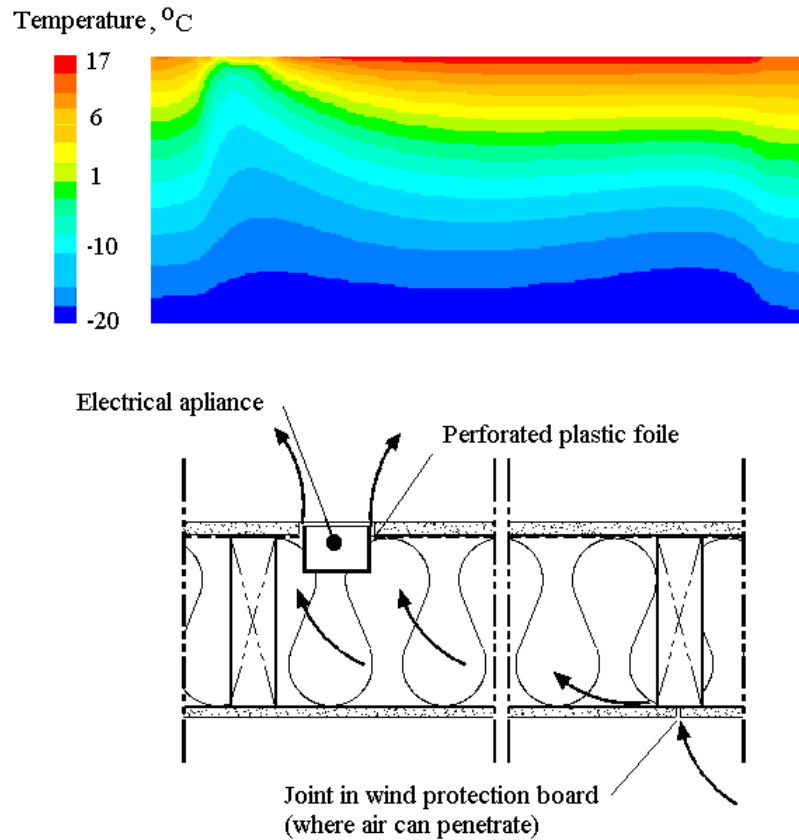 Temperature, °C
17
6
1
-10
-20
Electrical apliance
Perforated plastic foile
Joint in wind protection board
(where air can penetrate)